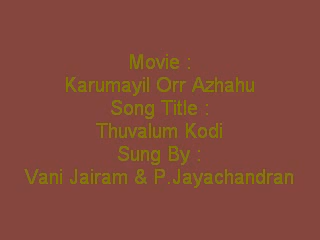 Movie :
Karumayil Orr Azhahu
Song Title :
Thuvalum Kodi
Sung By :
Vani Jairam & P.Jayachandran